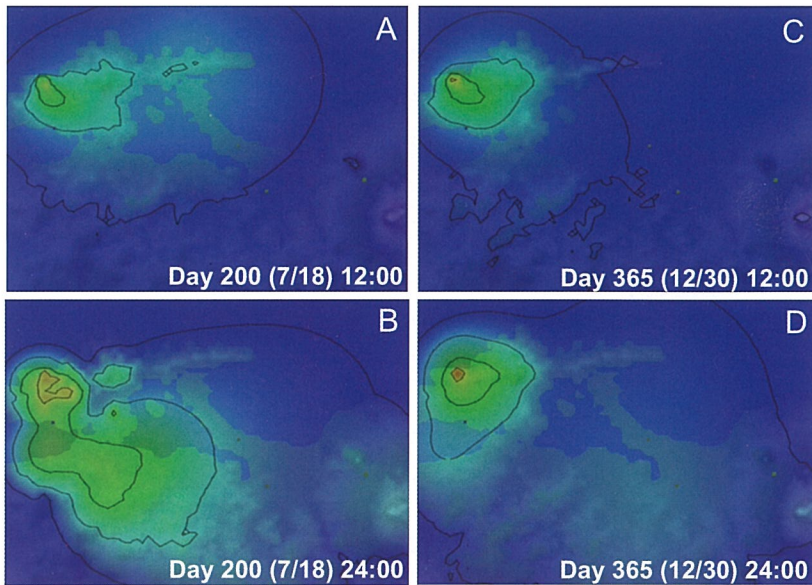 A
Day 200 (7/18) 12:00
C
Day 365 (12/30) 12:00
B
Day 200 (7/18) 24:00
D
Day 365 (12/30) 24:00